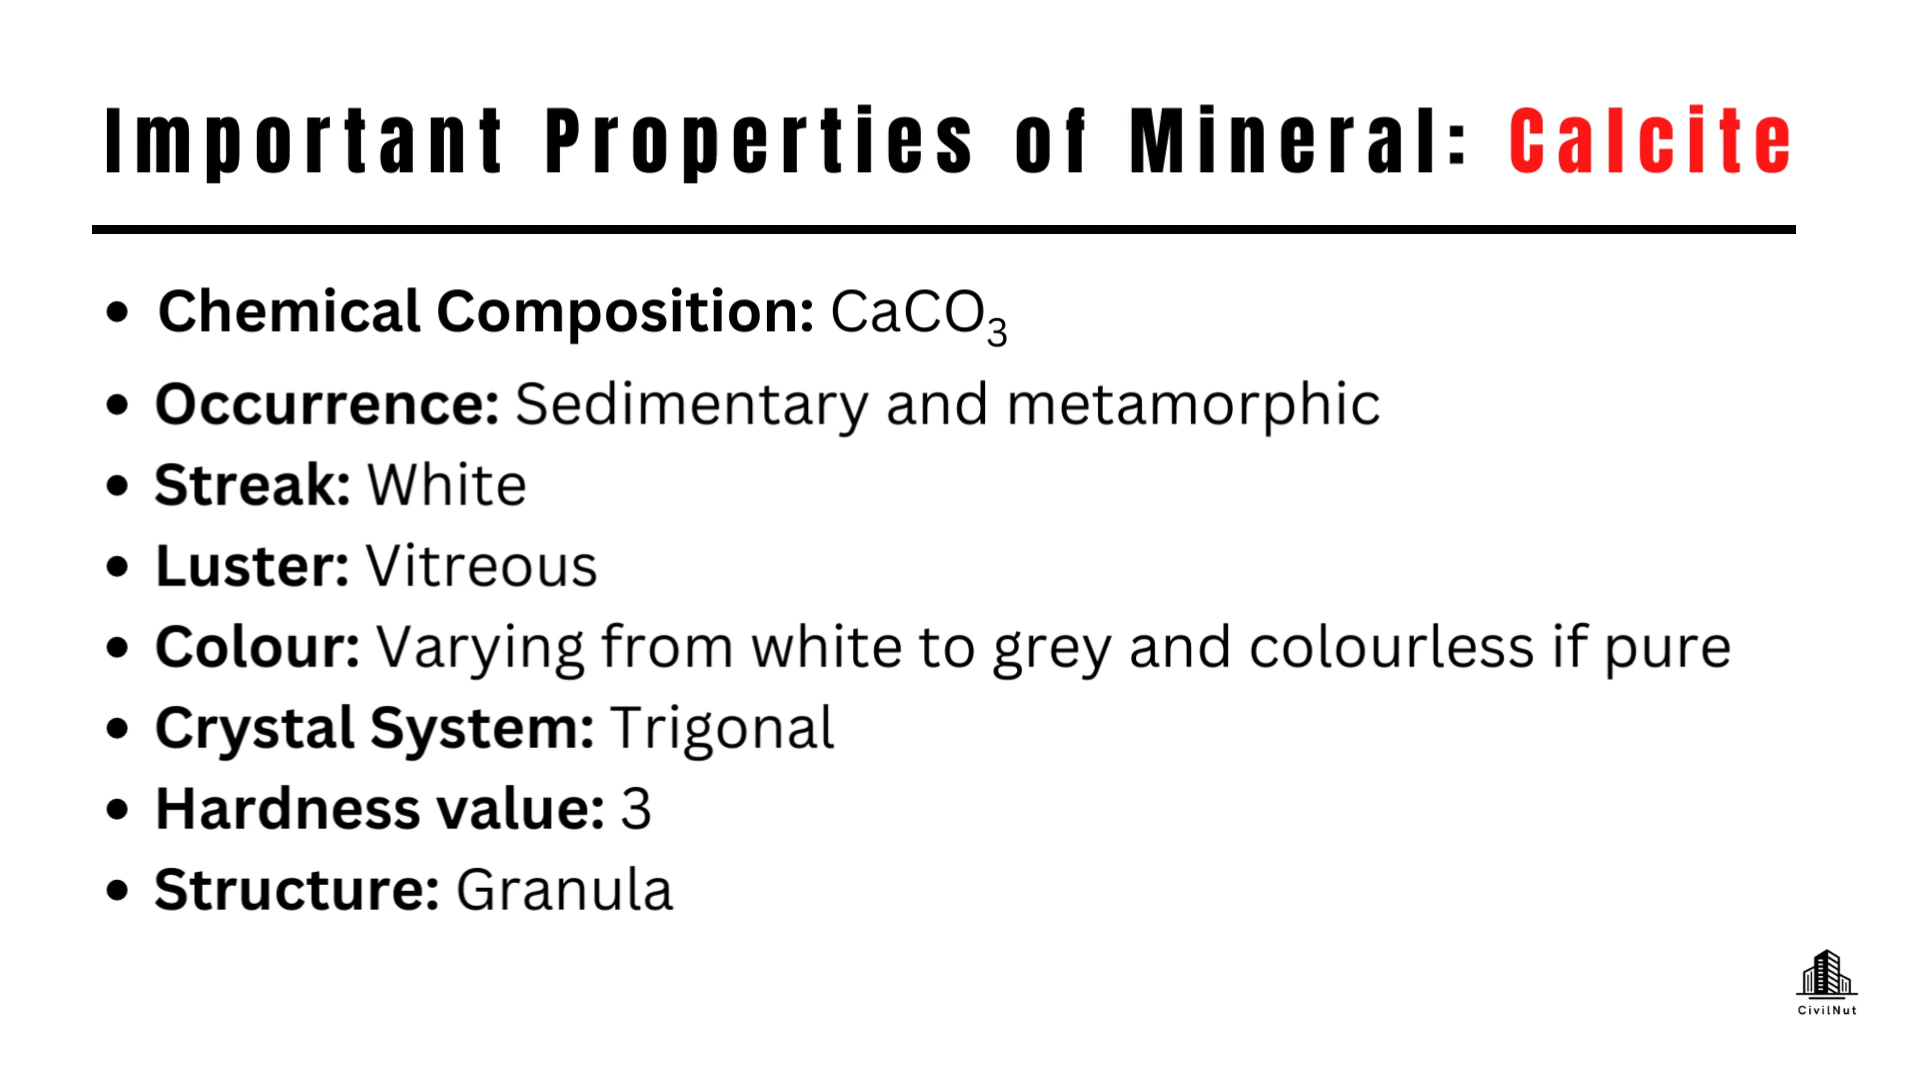 Important Properties of Mineral: Calcite
• Chemical Composition: CaCO₃
• Occurrence: Sedimentary and metamorphic
• Streak: White
• Luster: Vitreous
• Colour: Varying from white to grey and colourless if pure
• Crystal System: Trigonal
• Hardness value: 3
• Structure: Granula
CivilNut